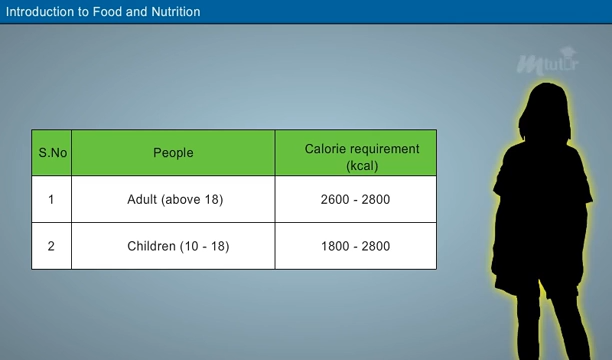 Introduction to Food and Nutrition
Mtutor
S.No People Calorie requirement (kcal)
1 Adult (above 18) 2600 - 2800
2 Children (10 - 18) 1800 - 2800